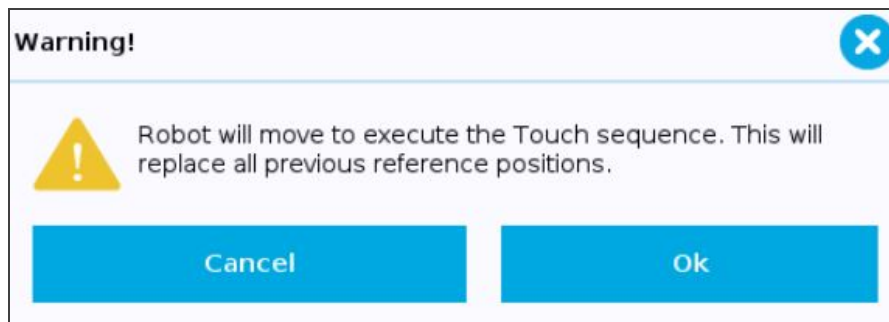 Warning!
Robot will move to execute the Touch sequence. This will
replace all previous reference positions.
Cancel
Ok